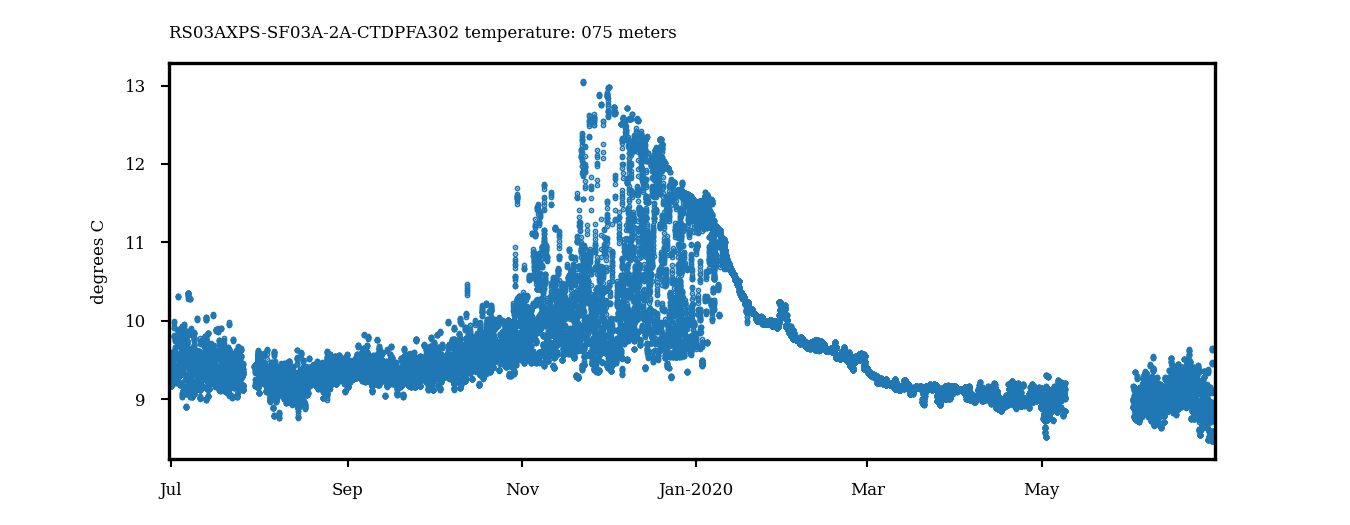 RS03AXPS-SF03A-2A-CTDPFA302 temperature: 075 meters
degrees C
13
12
11
10
9
Jul Sep Nov Jan-2020 Mar May